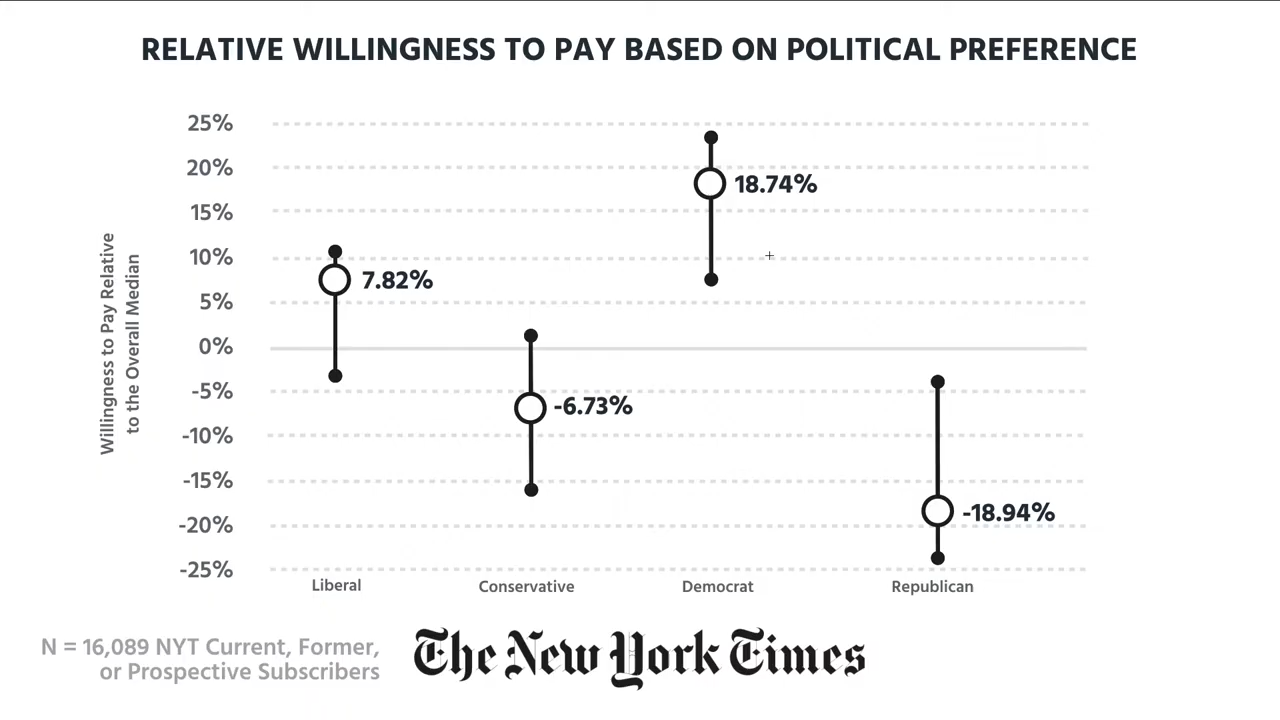 RELATIVE WILLINGNESS TO PAY BASED ON POLITICAL PREFERENCE
Willingness to Pay Relative
to the Overall Median
25%
20%
15%
10%
5%
0%
-5%
-10%
-15%
-20%
-25%
7.82%
-6.73%
18.74%
-18.94%
Liberal
Conservative
Democrat
Republican
N = 16,089 NYT Current, Former,
or Prospective Subscribers
The New York Times